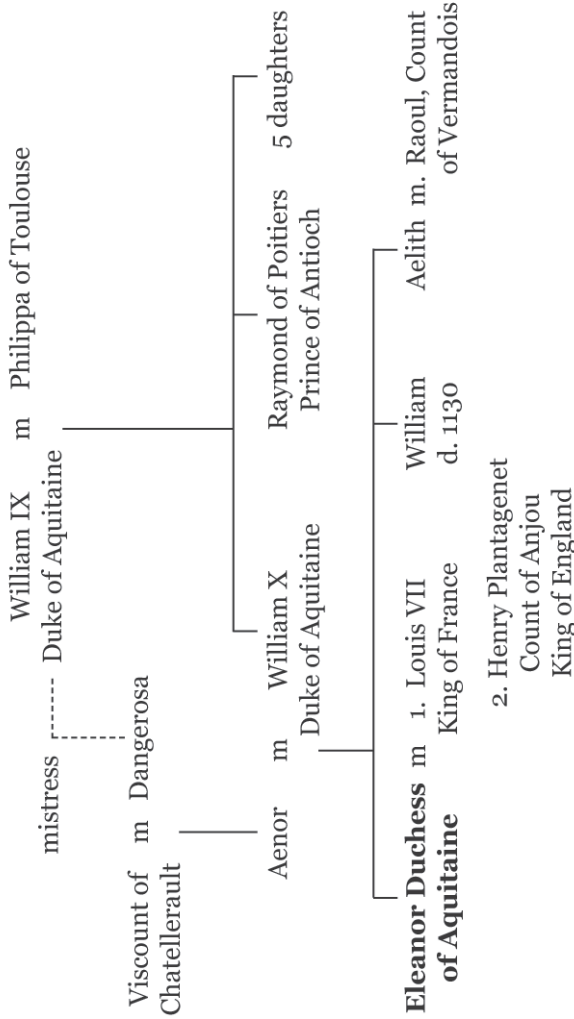 William IX
m
Philippa of Toulouse
mistress
Duke of Aquitaine
Viscount of
m
Dangerosa
Chatellerault
Aenor
m
William X
Duke of Aquitaine
Raymond of Poitiers
Prince of Antioch
5 daughters
Eleanor Duchess
of Aquitaine
m
1. Louis VII
King of France
2. Henry Plantagenet
Count of Anjou
King of England
William
d. 1130
Aelith
m. Raoul, Count
of Vermandois